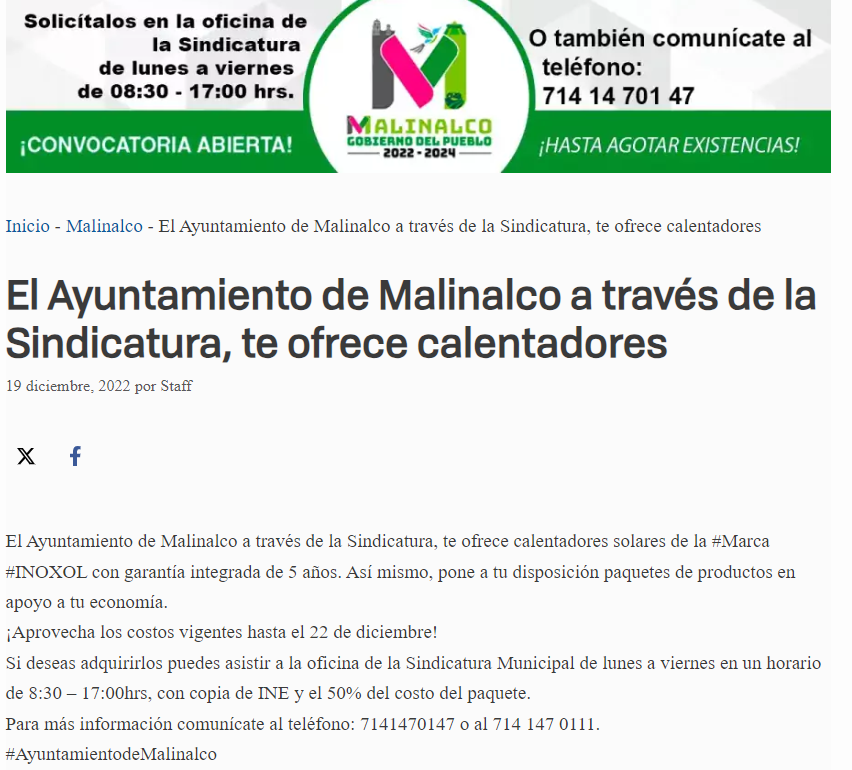 Solicítalos en la oficina de
la Sindicatura
de lunes a viernes
de 08:30 - 17:00 hrs.
¡CONVOCATORIA ABIERTA!
MALINALCO
GOBIERNO DEL PUEBLO
2022 - 2024
O también comunícate al
teléfono:
714 14 701 47
¡HASTA AGOTAR EXISTENCIAS!
Inicio - Malinalco - El Ayuntamiento de Malinalco a través de la Sindicatura, te ofrece calentadores
El Ayuntamiento de Malinalco a través de la
Sindicatura, te ofrece calentadores
19 diciembre, 2022 por Staff
El Ayuntamiento de Malinalco a través de la Sindicatura, te ofrece calentadores solares de la #Marca
#INOXOL con garantía integrada de 5 años. Así mismo, pone a tu disposición paquetes de productos en
apoyo a tu economía.
¡Aprovecha los costos vigentes hasta el 22 de diciembre!
Si deseas adquirirlos puedes asistir a la oficina de la Sindicatura Municipal de lunes a viernes en un horario
de 8:30 – 17:00hrs, con copia de INE y el 50% del costo del paquete.
Para más información comunícate al teléfono: 7141470147 o al 714 147 0111.
#AyuntamientodeMalinalco